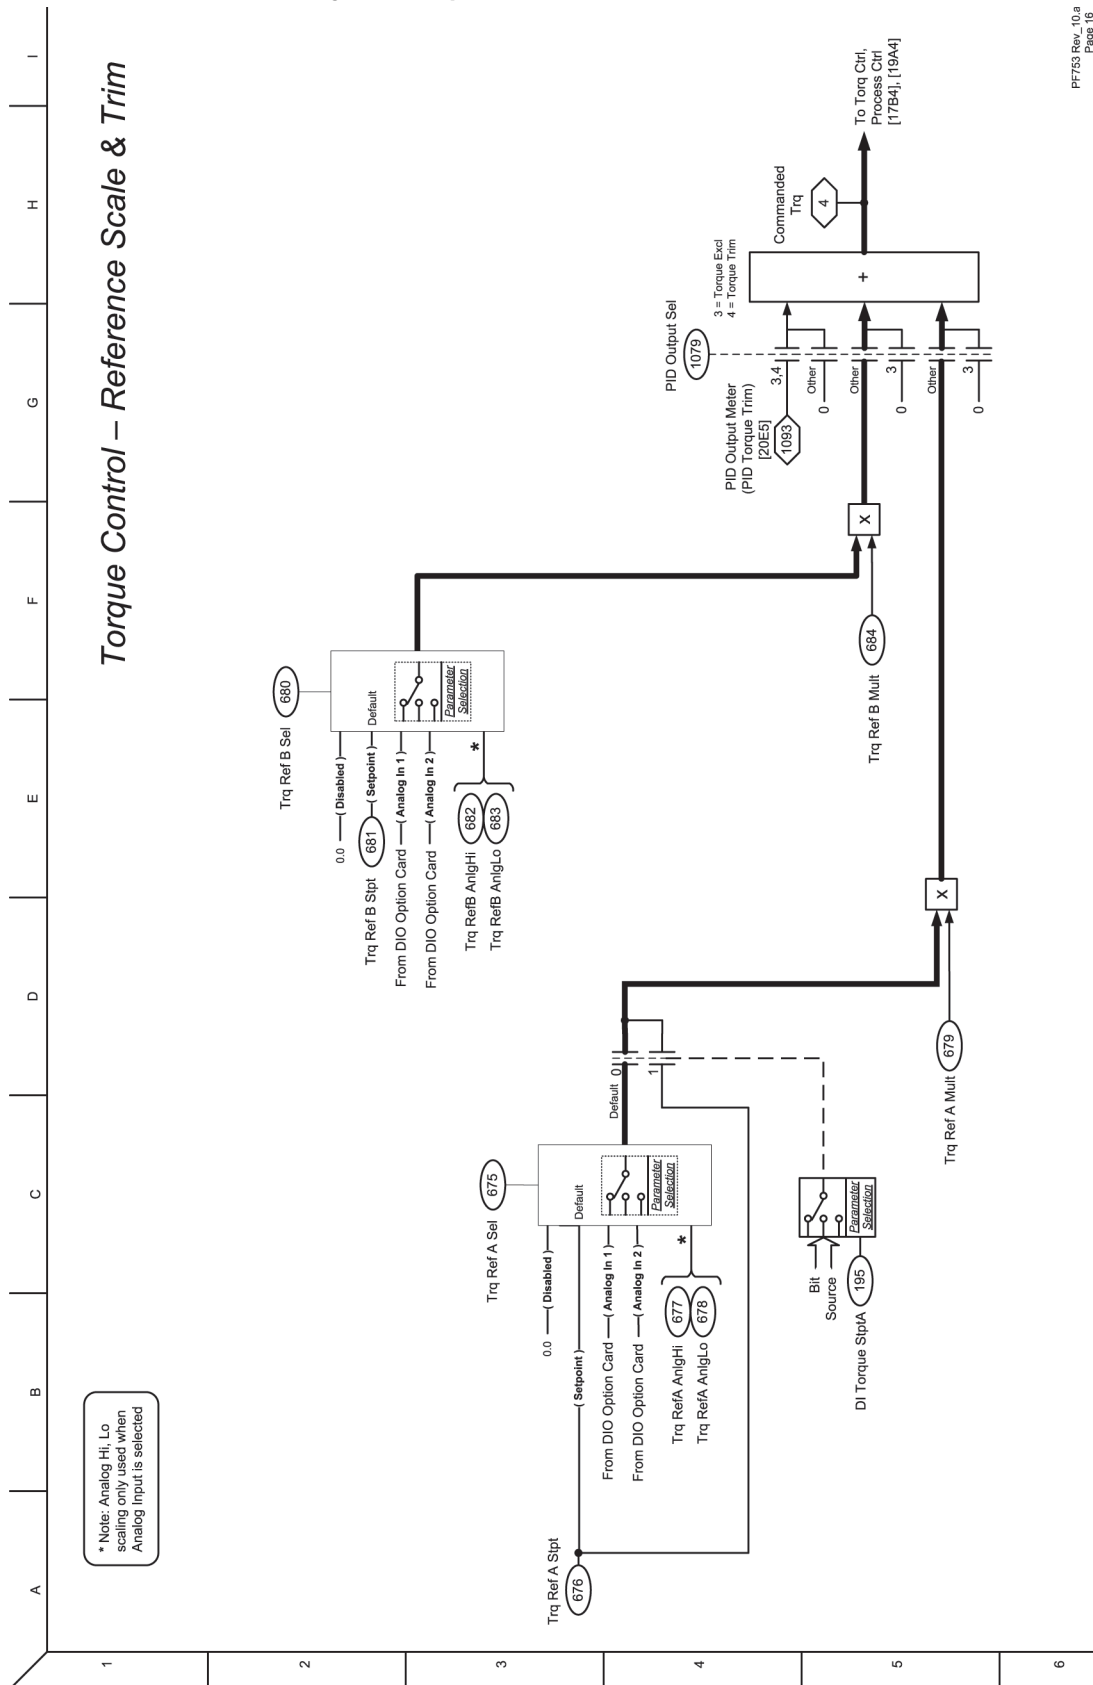 Torque Control – Reference Scale & Trim
A
B
C
D
E
F
G
H
I
1
2
3
4
5
6
* Note: Analog Hi, Lo
scaling only used when
Analog Input is selected
Trq Ref B Sel
680
0.0
( Disabled )
Trq Ref B Stpt
681
( Setpoint )
Default
From DIO Option Card
( Analog In 1 )
From DIO Option Card
( Analog In 2 )
Parameter
Selection
*
Trq RefB AnlgHi
682
Trq RefB AnlgLo
683
Trq Ref A Sel
675
0.0
( Disabled )
Trq Ref A Stpt
676
( Setpoint )
Default
From DIO Option Card
( Analog In 1 )
From DIO Option Card
( Analog In 2 )
Parameter
Selection
*
Trq RefA AnlgHi
677
Trq RefA AnlgLo
678
Default
0
1
Bit
Source
Parameter
Selection
DI Torque StptA
195
Trq Ref A Mult
679
X
Trq Ref B Mult
684
X
PID Output Sel
1079
3 = Torque Excl
4 = Torque Trim
PID Output Meter
(PID Torque Trim)
[20E5]
1093
3,4
Other
0
Other
3
0
Other
3
0
+
Commanded
Trq
4
To Torq Ctrl,
Process Ctrl
[17B4], [19A4]
PF753 Rev_10.a
Page 16